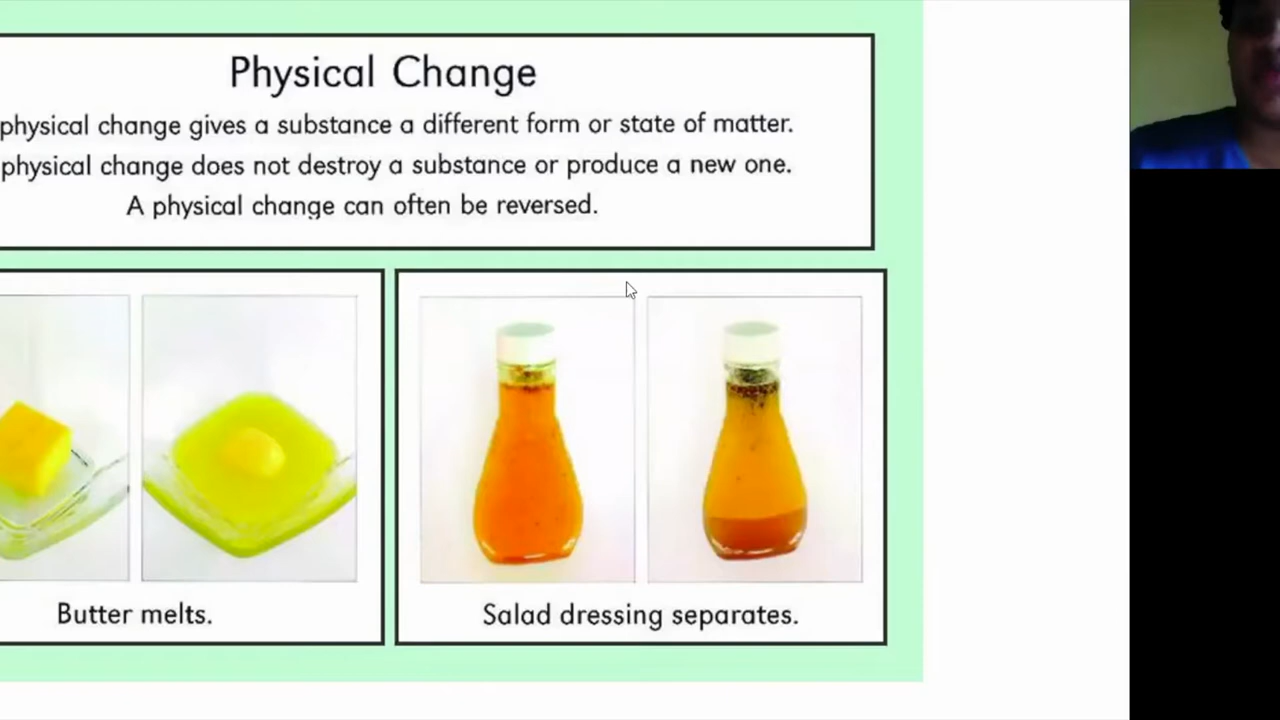 Physical Change
physical change gives a substance a different form or state of matter.
physical change does not destroy a substance or produce a new one.
A physical change can often be reversed.
Butter melts.
Salad dressing separates.